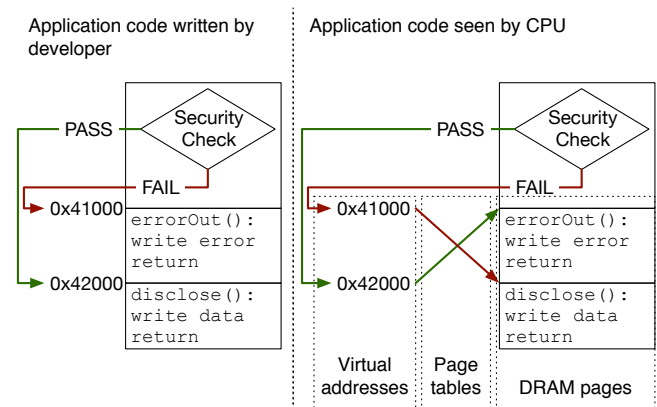 Application code written by
developer
Security
Check
PASS
FAIL
0x41000
errorOut():
write error
return
0x42000
disclose():
write data
return
Application code seen by CPU
Security
Check
PASS
FAIL
0x41000
errorOut():
write error
return
0x42000
disclose():
write data
return
Virtual
addresses
Page
tables
DRAM pages